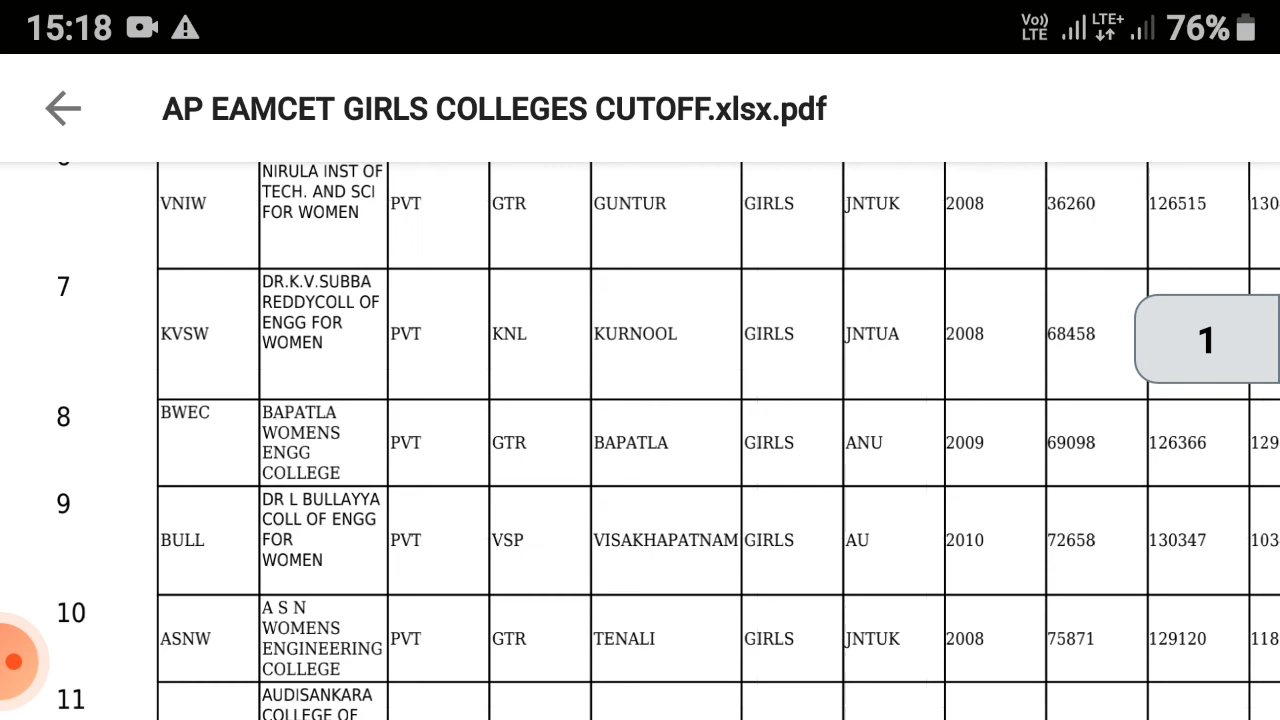 15:18 Vo)) LTE LTE+ 76%
AP EAMCET GIRLS COLLEGES CUTOFF.xlsx.pdf
NIRULA INST OF
TECH. AND SCI
FOR WOMEN
VNIW PVT GTR GUNTUR GIRLS JNTUK 2008 36260 126515 130
7
DR.K.V.SUBBA
REDDYCOLL OF
ENGG FOR
WOMEN
KVSW PVT KNL KURNOOL GIRLS JNTUA 2008 68458
1
8
BWEC
BAPATLA
WOMENS
ENGG
COLLEGE
PVT GTR BAPATLA GIRLS ANU 2009 69098 126366 129
9
DR L BULLAYYA
COLL OF ENGG
FOR
WOMEN
BULL PVT VSP VISAKHAPATNAM GIRLS AU 2010 72658 130347 103
10
A S N
WOMENS
ENGINEERING
COLLEGE
ASNW PVT GTR TENALI GIRLS JNTUK 2008 75871 129120 118
11
AUDISANKARA
COLLEGE OF